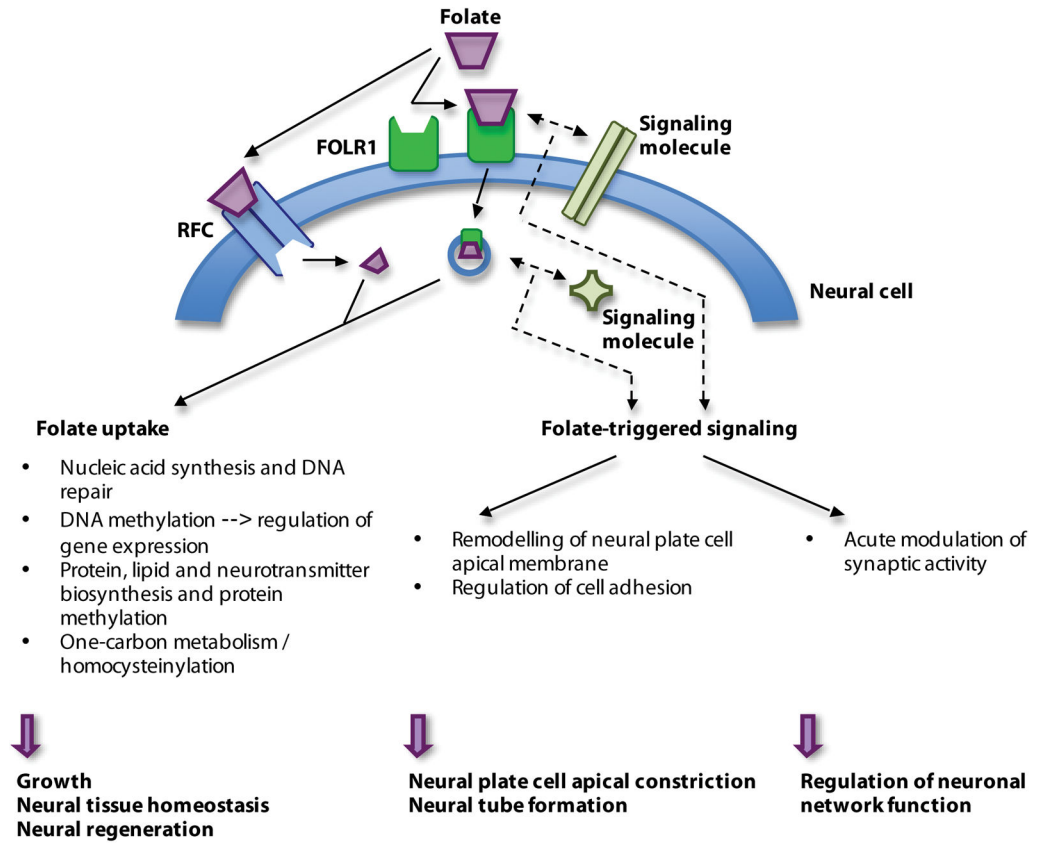 Folate
FOLR1
Signaling
molecule
RFC
Neural cell
Signaling
molecule
Folate uptake
• Nucleic acid synthesis and DNA
repair
• DNA methylation --> regulation of
gene expression
• Protein, lipid and neurotransmitter
biosynthesis and protein
methylation
• One-carbon metabolism /
homocysteinylation
Folate-triggered signaling
• Remodelling of neural plate cell
apical membrane
• Regulation of cell adhesion
• Acute modulation of
synaptic activity
Growth
Neural tissue homeostasis
Neural regeneration
Neural plate cell apical constriction
Neural tube formation
Regulation of neuronal
network function